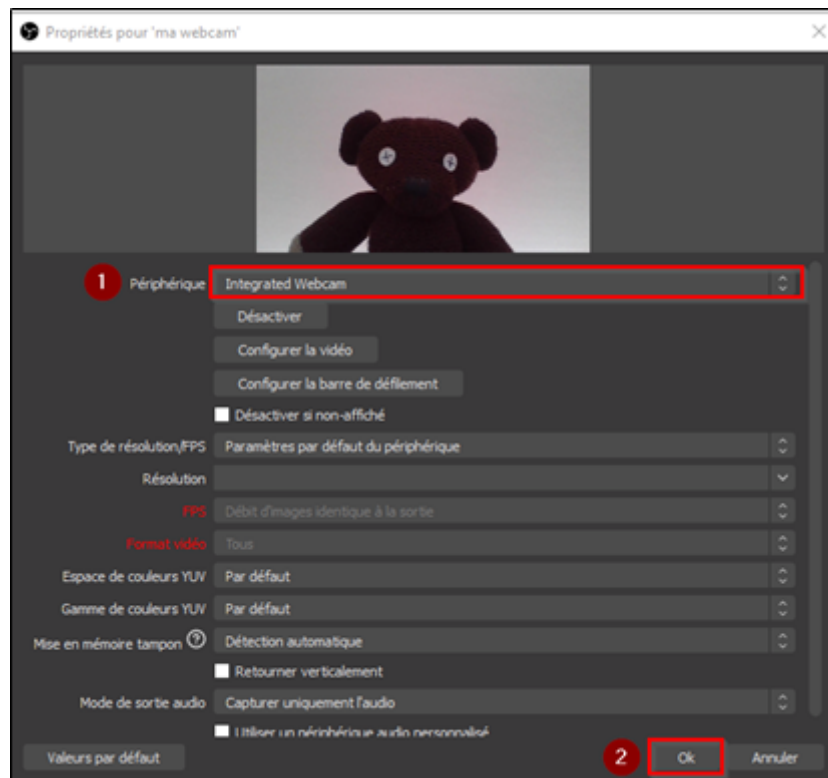 Propriétés pour 'ma webcam'
1 Périphérique Integrated Webcam
Désactiver
Configurer la vidéo
Configurer la barre de défilement
Désactiver si non-affiché
Type de résolution/FPS Paramètres par défaut du périphérique
Résolution
FPS Débit d'images identique à la sortie
Format vidéo Tous
Espace de couleurs YUV Par défaut
Gamme de couleurs YUV Par défaut
Mise en mémoire tampon ? Détection automatique
Retourner verticalement
Mode de sortie audio Capturer uniquement l'audio
Utiliser un périphérique audio personnalisé
Valeurs par défaut 2 Ok Annuler